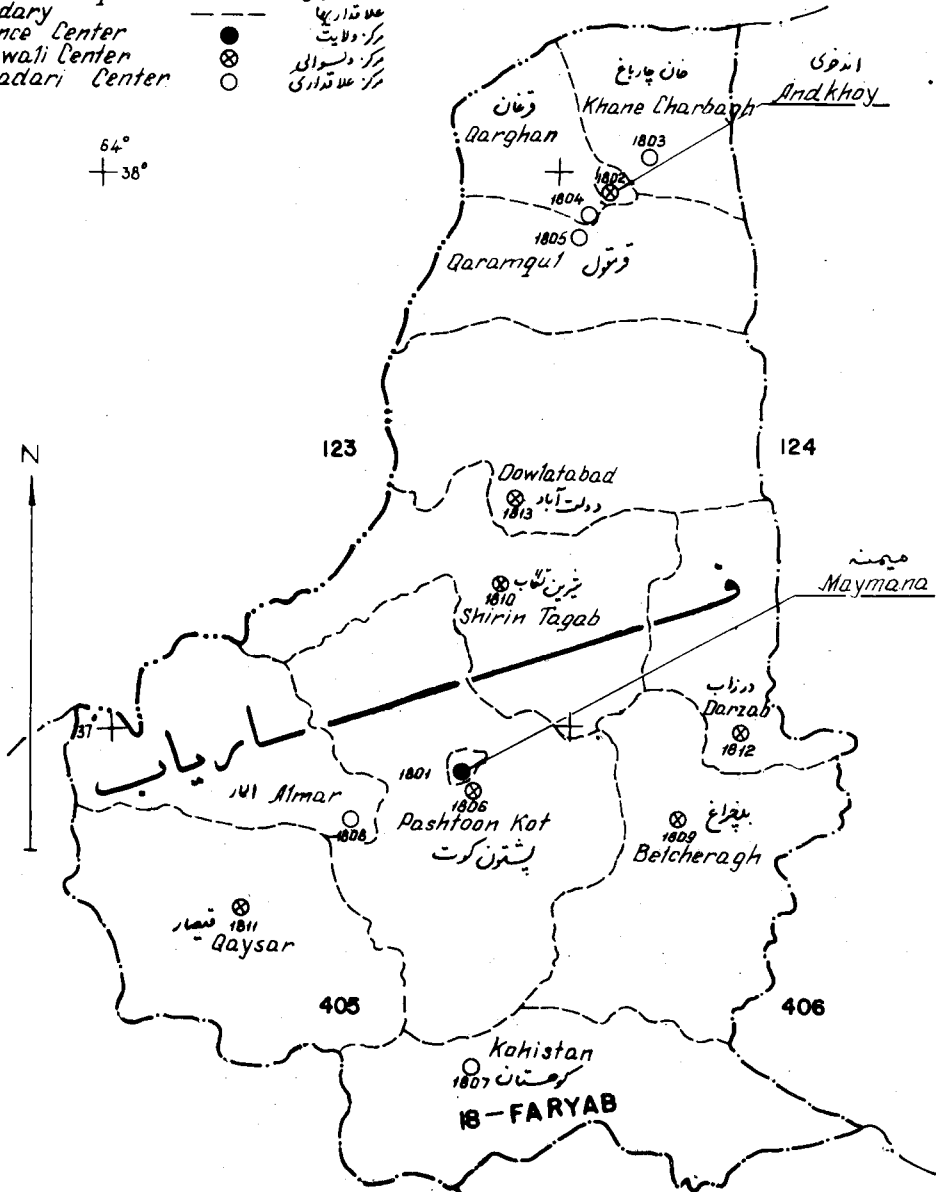 dary
علاقداریها
nce Center
مرکز ولایت
wali Center
مرکز ولسوالی
adari Center
مرکز علاقداری
64°
38°
قرغان
Qarghan
خان چارباغ
Khane Charbagh
اندخوی
Andkhoy
1803
1802
1804
1805
Qaramqul قرمقول
N
123
124
Dowlatabad
دولت آباد
1813
شیرین تگاب
1810
Shirin Tagab
میمنه
Maymana
فاریاب
درزاب
Darzab
1812
37
1801
المار Almar
1806
1808
Pashtoon Kot
پشتون کوت
بلچراغ
1809
Belcheragh
قیصار
1811
Qaysar
405
406
Kohistan
1807 کوهستان
18-FARYAB